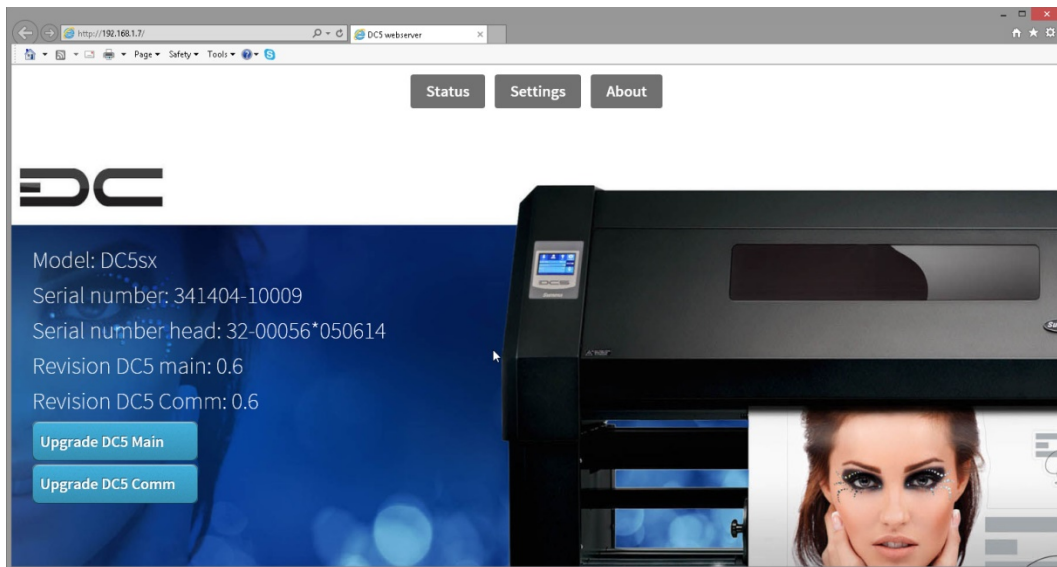 http://192.168.1.7/
DC5 webserver
Page
Safety
Tools
Status
Settings
About
DC
Model: DC5sx
Serial number: 341404-10009
Serial number head: 32-00056*050614
Revision DC5 main: 0.6
Revision DC5 Comm: 0.6
Upgrade DC5 Main
Upgrade DC5 Comm